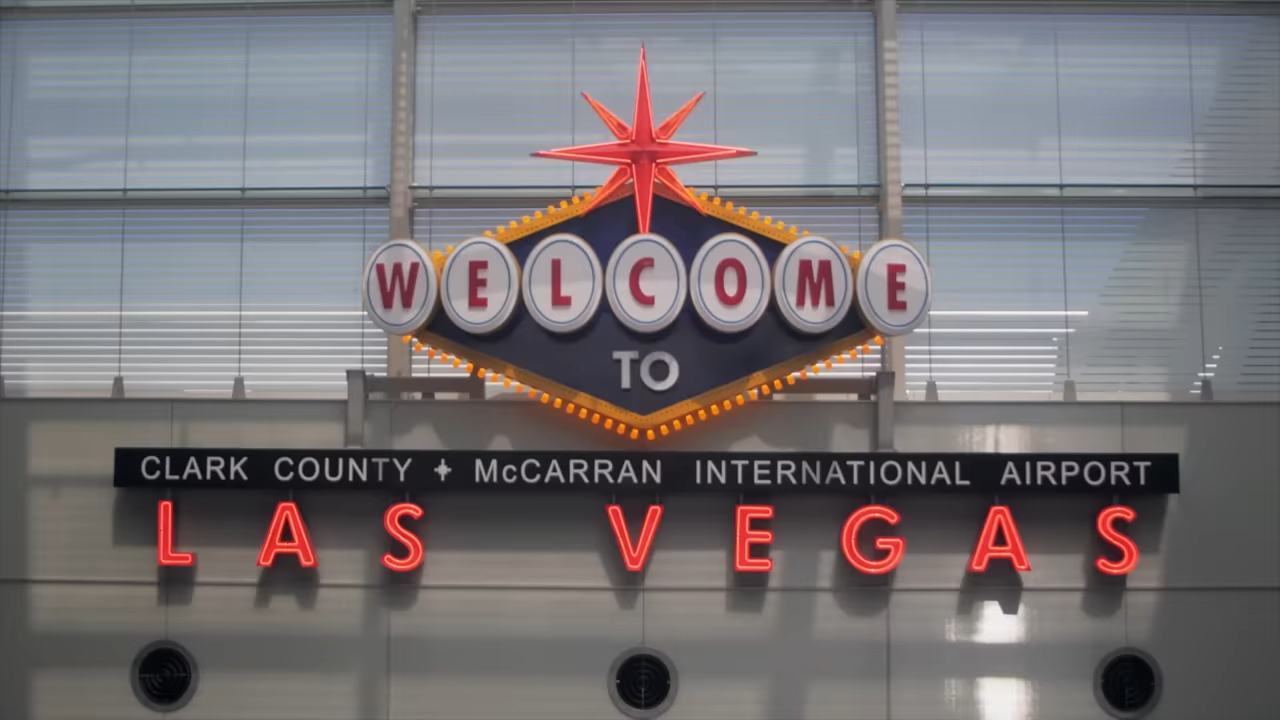 WELCOME
TO
CLARK COUNTY ✦ McCARRAN INTERNATIONAL AIRPORT
LAS VEGAS